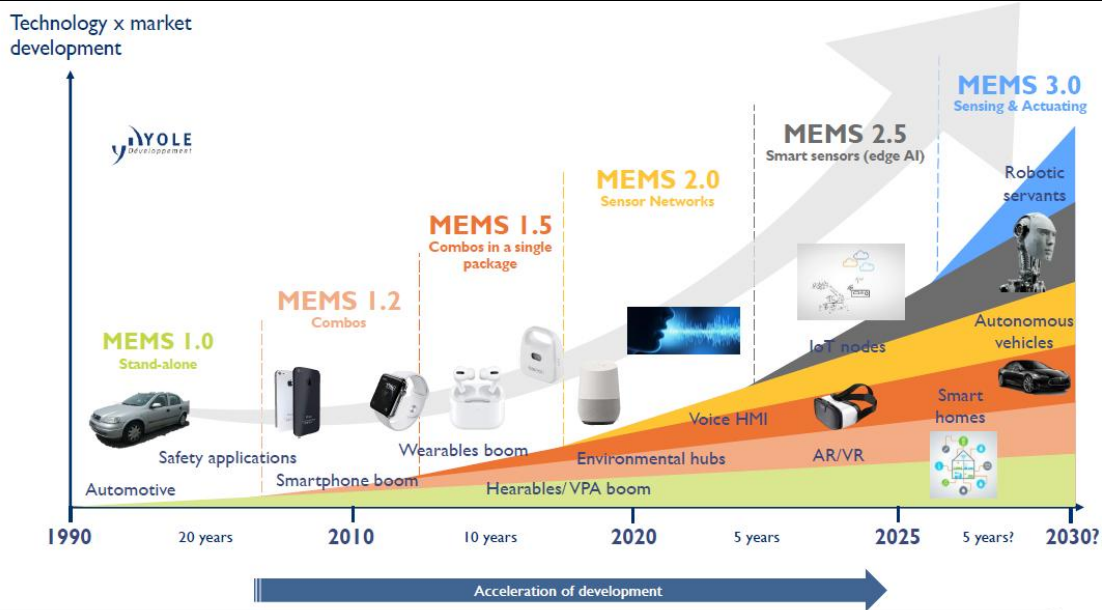 Technology x market
development
YOLE
Développement
MEMS 3.0
Sensing & Actuating
MEMS 2.5
Smart sensors (edge AI)
MEMS 2.0
Sensor Networks
MEMS 1.5
Combos in a single
package
MEMS 1.2
Combos
MEMS 1.0
Stand-alone
Robotic
servants
Autonomous
vehicles
IoT nodes
Smart
homes
Voice HMI
AR/VR
Environmental hubs
Wearables boom
Hearables/VPA boom
Smartphone boom
Safety applications
Automotive
1990
20 years
2010
10 years
2020
5 years
2025
5 years?
2030?
Acceleration of development